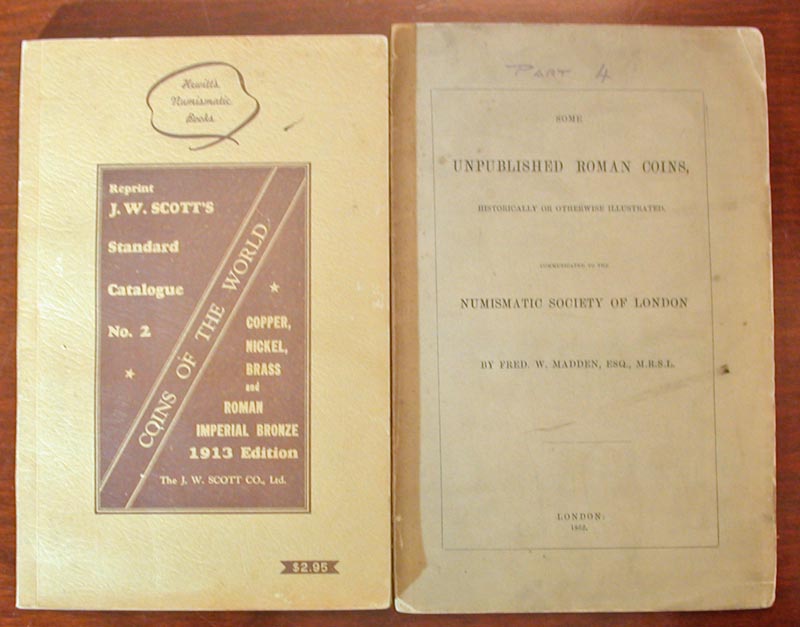 Hewitt's
Numismatic
Books
Reprint
J. W. SCOTT'S
Standard
Catalogue
No. 2
COINS OF THE WORLD
COPPER,
NICKEL,
BRASS
and
ROMAN
IMPERIAL BRONZE
1913 Edition
The J. W. SCOTT CO., Ltd.
$2.95
PART 4
SOME
UNPUBLISHED ROMAN COINS,
HISTORICALLY OR OTHERWISE ILLUSTRATED.
COMMUNICATED TO THE
NUMISMATIC SOCIETY OF LONDON
BY FRED. W. MADDEN, ESQ., M.R.S.L.
LONDON:
1862.